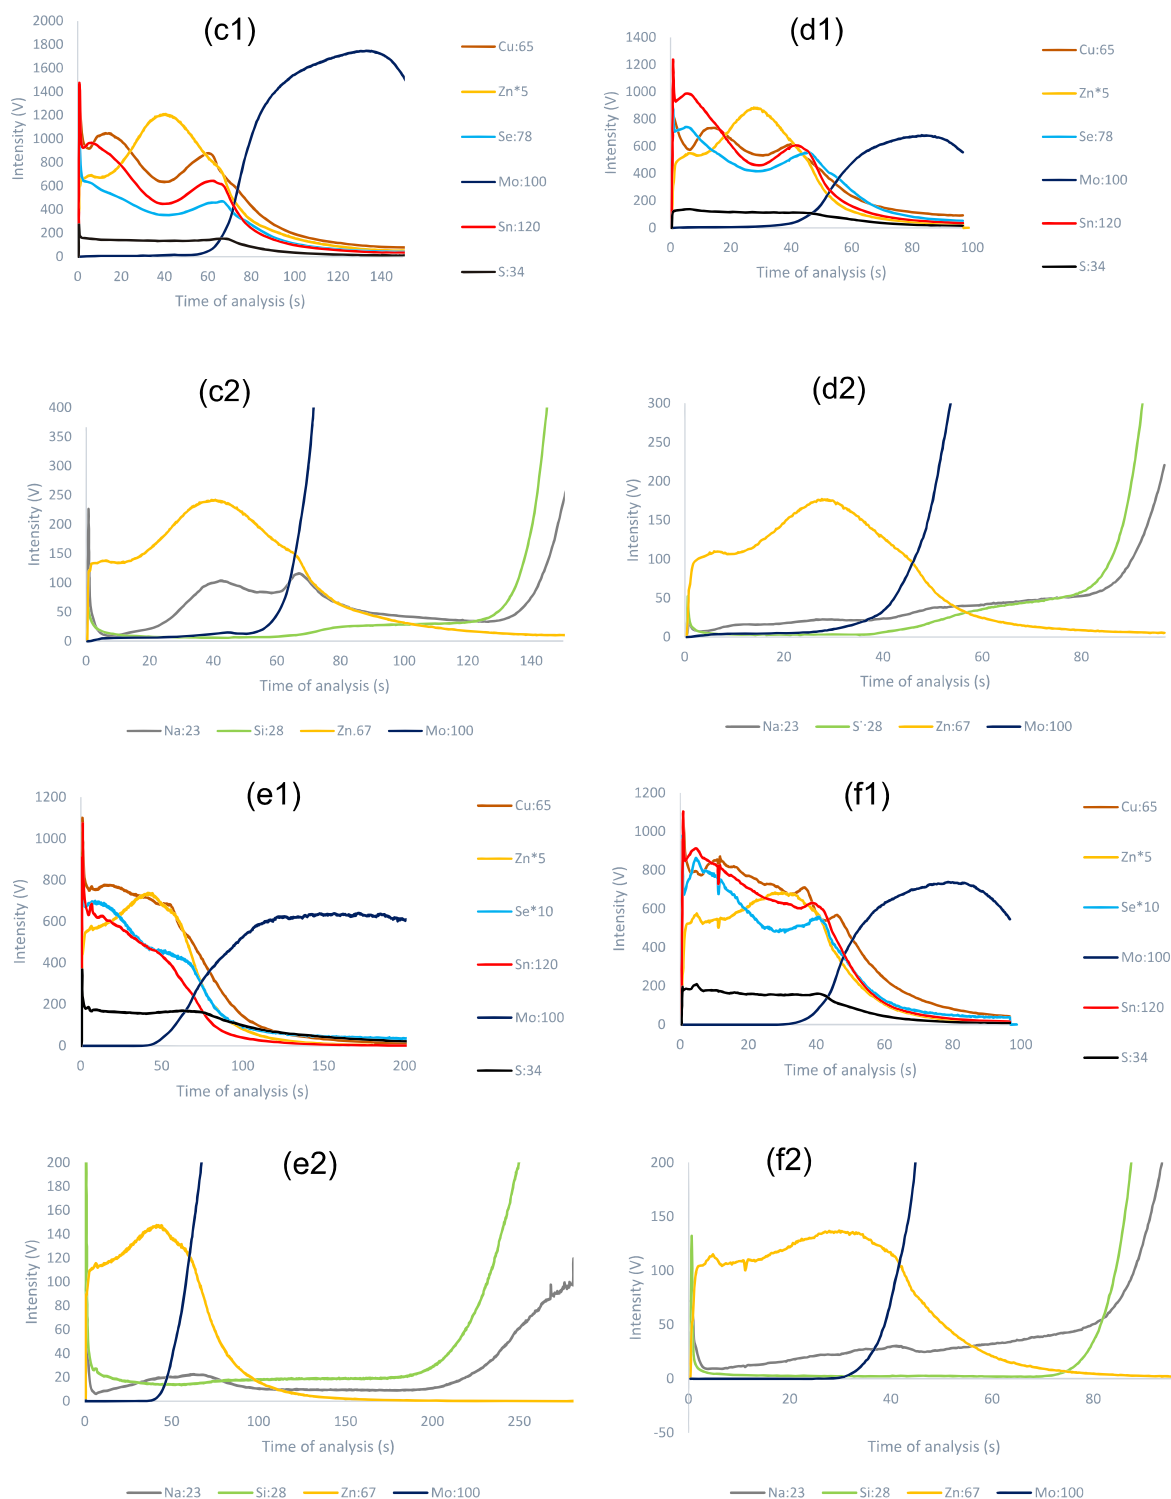 (c1)
2000
1800
1600
1400
1200
1000
800
600
400
200
0
Intensity (V)
0 20 40 60 80 100 120 140
Time of analysis (s)
Cu:65
Zn*5
Se:78
Mo:100
Sn:120
S:34
(d1)
1400
1200
1000
800
600
400
200
0
Intensity (V)
0 20 40 60 80 100
Time of analysis (s)
Cu:65
Zn*5
Se:78
Mo:100
Sn:120
S:34
(c2)
400
350
300
250
200
150
100
50
0
Intensity (V)
0 20 40 60 80 100 120 140
Time of analysis (s)
Na:23 Si:28 Zn.67 Mo:100
(d2)
300
250
200
150
100
50
0
Intensity (V)
0 20 40 60 80
Time of analysis (s)
Na:23 S·:28 Zn:67 Mo:100
(e1)
1200
1000
800
600
400
200
0
Intensity (V)
0 50 100 150 200
Time of analysis (s)
Cu:65
Zn*5
Se*10
Sn:120
Mo:100
S:34
(f1)
1200
1000
800
600
400
200
0
Intensity (V)
0 20 40 60 80 100
Time of analysis (s)
Cu:65
Zn*5
Se*10
Mo:100
Sn:120
S:34
(e2)
200
180
160
140
120
100
80
60
40
20
0
Intensity (V)
0 50 100 150 200 250
Time of analysis (s)
Na:23 Si:28 Zn:67 Mo:100
(f2)
200
150
100
50
0
-50
Intensity (V)
0 20 40 60 80
Time of analysis (s)
Na:23 Si:28 Zn:67 Mo:100